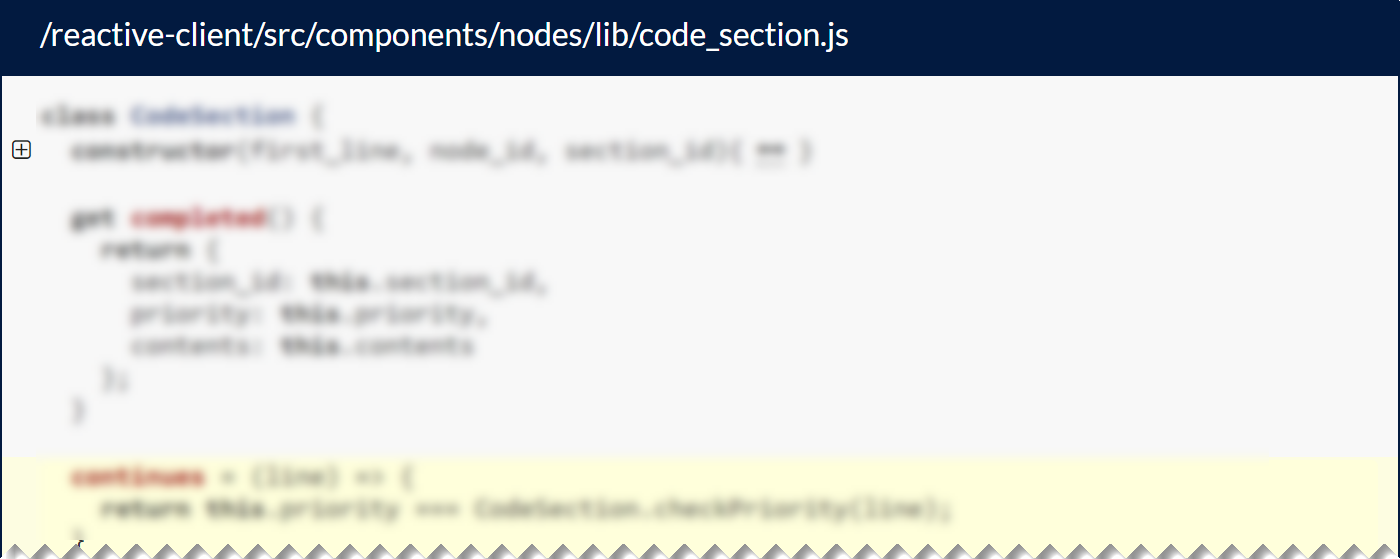 /reactive-client/src/components/nodes/lib/code_section.js
class CodeSection {
constructor(first_line, node_id, section_id){ }
get completed() {
return {
section_id: this.section_id,
priority: this.priority,
contents: this.contents
};
}
continues = (line) => {
return this.priority === CodeSection.checkPriority(line);